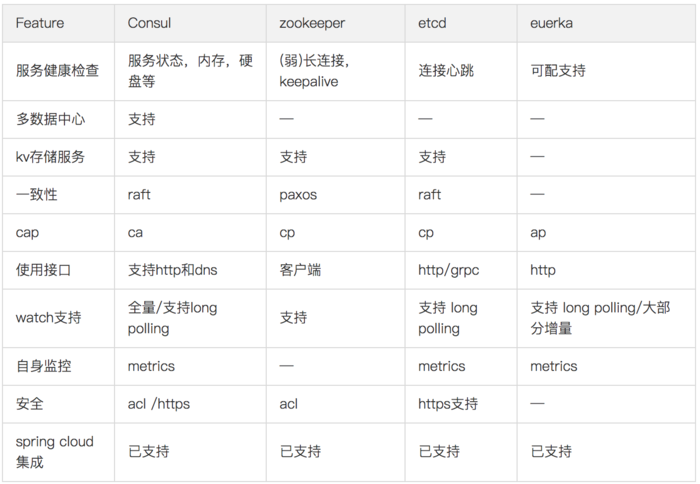 Feature Consul zookeeper etcd euerka
服务健康检查 服务状态，内存，硬盘等 (弱)长连接，keepalive 连接心跳 可配支持
多数据中心 支持 — — —
kv存储服务 支持 支持 支持 —
一致性 raft paxos raft —
cap ca cp cp ap
使用接口 支持http和dns 客户端 http/grpc http
watch支持 全量/支持long polling 支持 支持 long polling 支持 long polling/大部分增量
自身监控 metrics — metrics metrics
安全 acl /https acl https支持 —
spring cloud集成 已支持 已支持 已支持 已支持